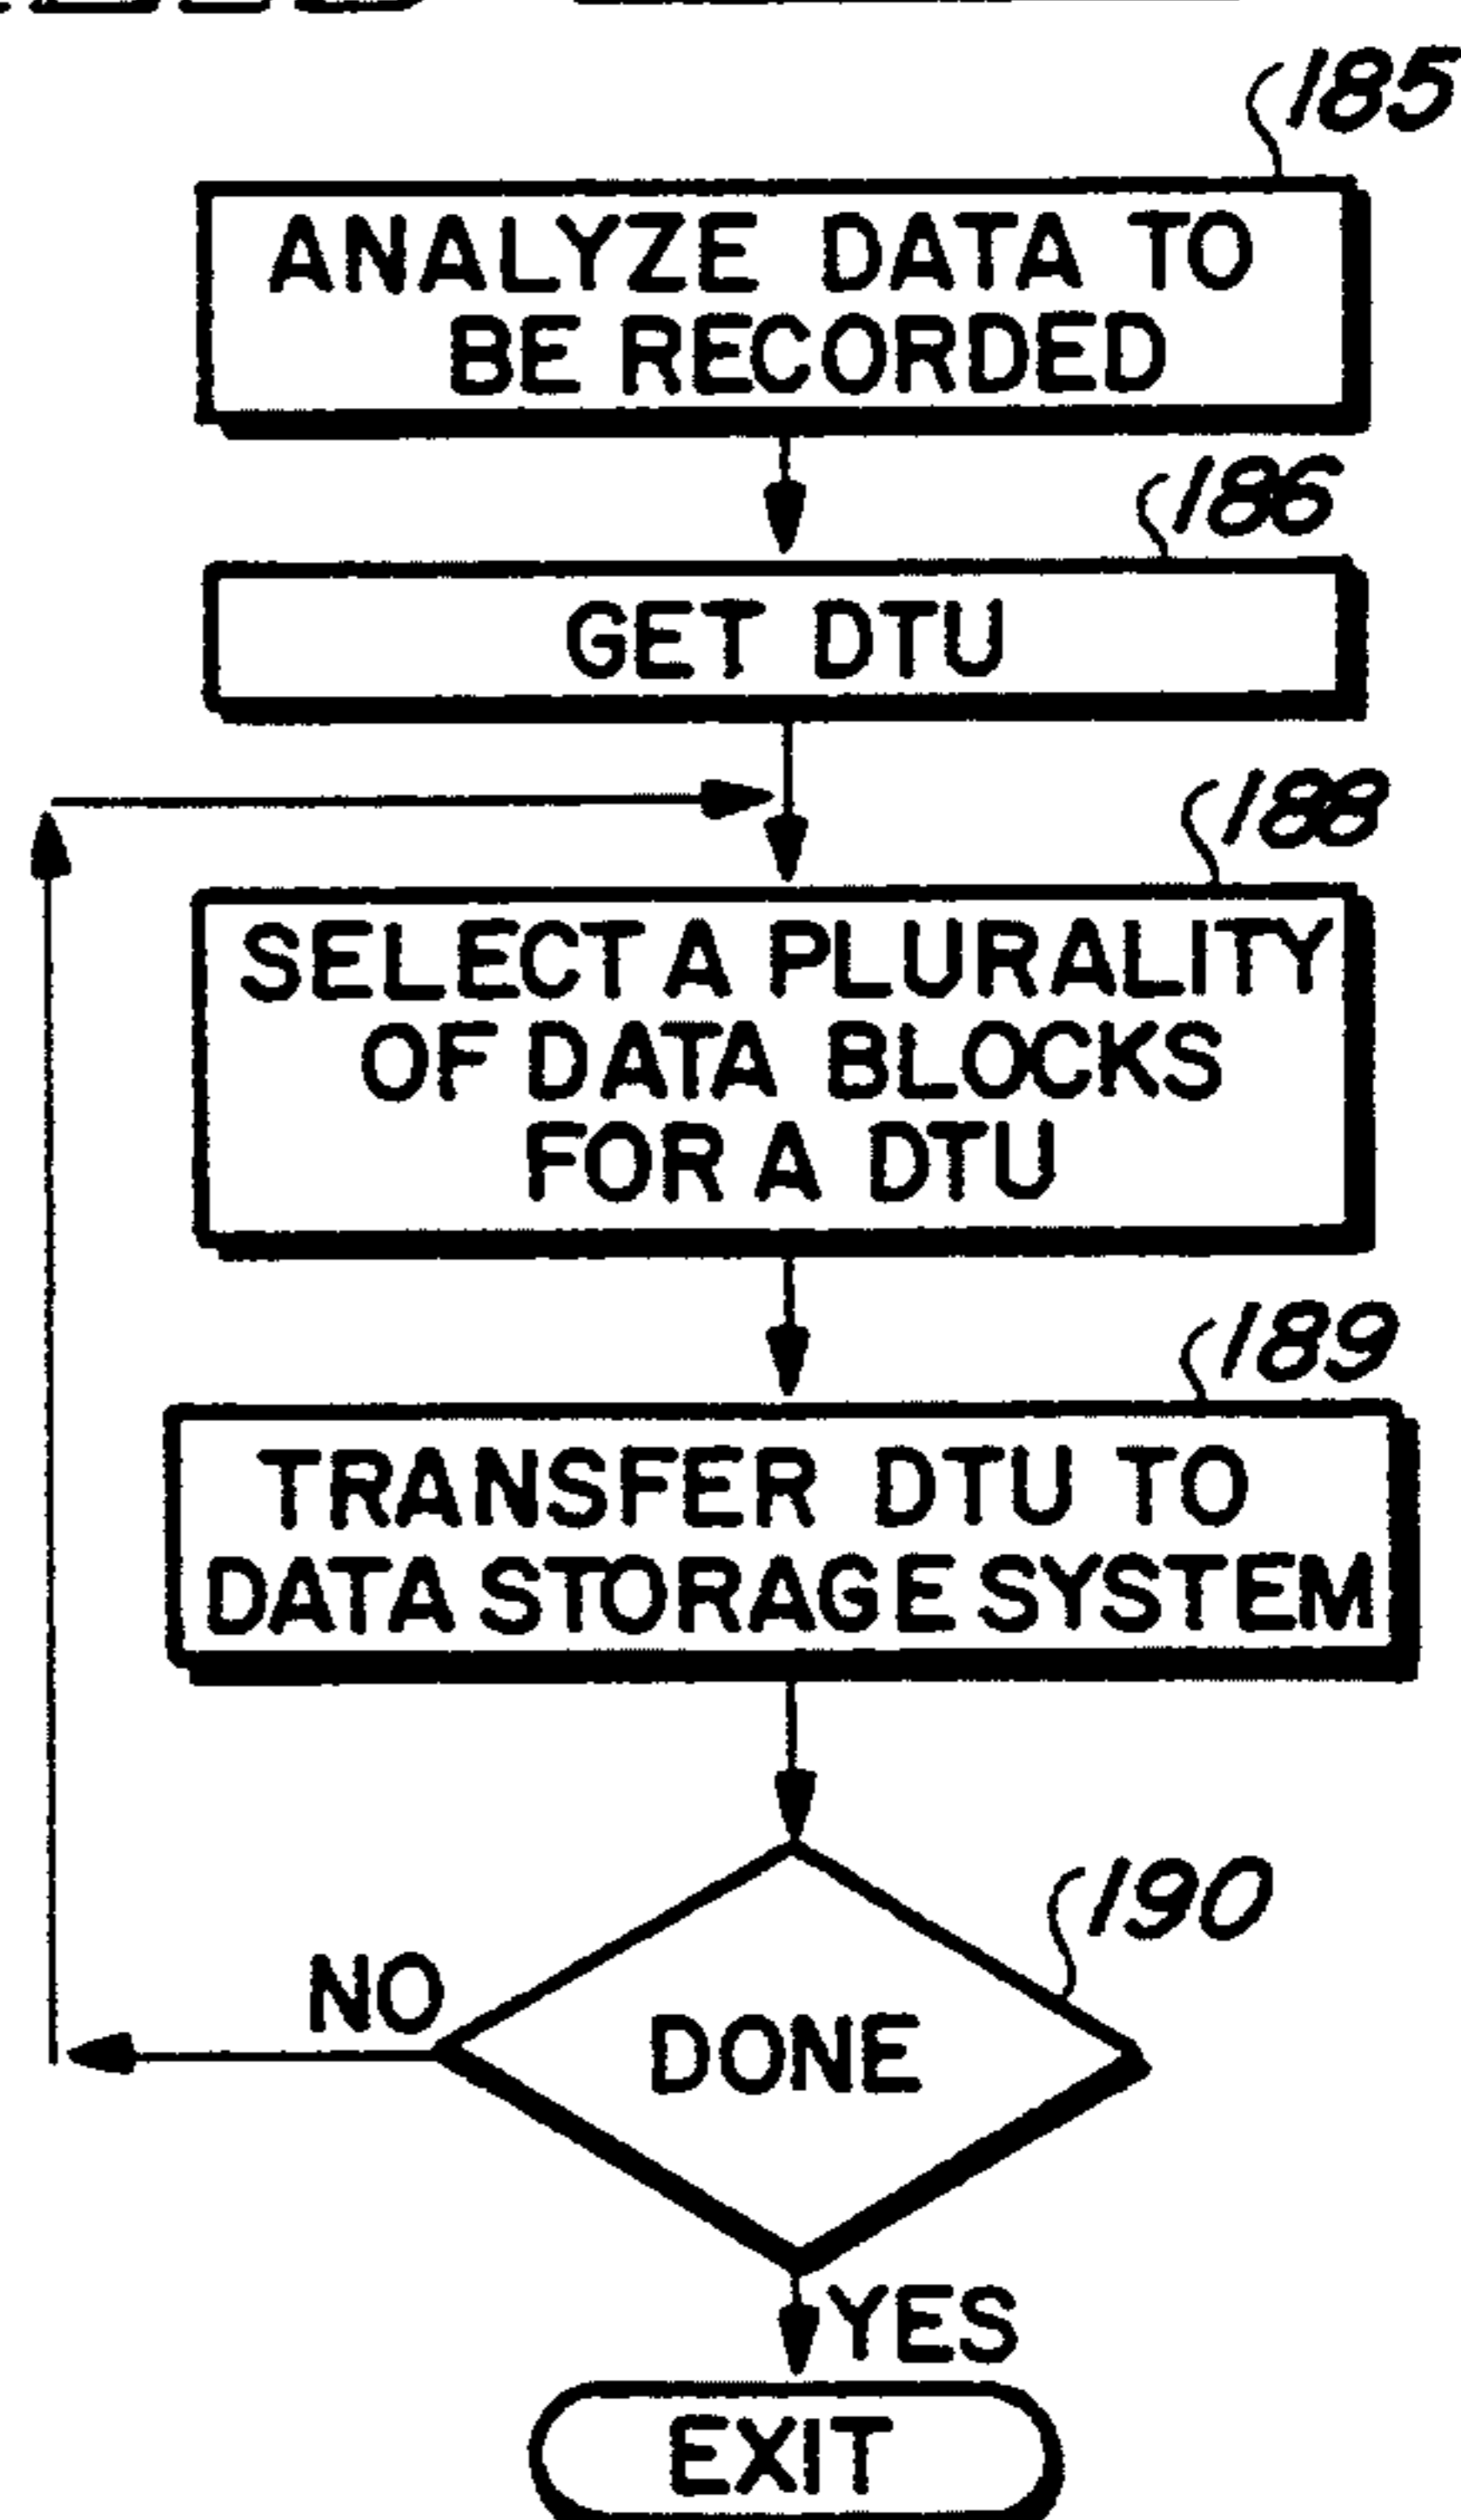 185
ANALYZE DATA TO
BE RECORDED
186
GET DTU
188
SELECT A PLURALITY
OF DATA BLOCKS
FOR A DTU
189
TRANSFER DTU TO
DATA STORAGE SYSTEM
190
NO
DONE
YES
EXIT